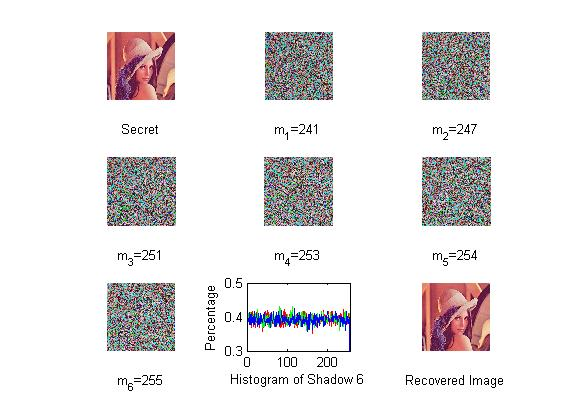 Secret
m1=241
m2=247
m3=251
m4=253
m5=254
m6=255
Percentage
0.5
0.4
0.3
0 100 200
Histogram of Shadow 6
Recovered Image